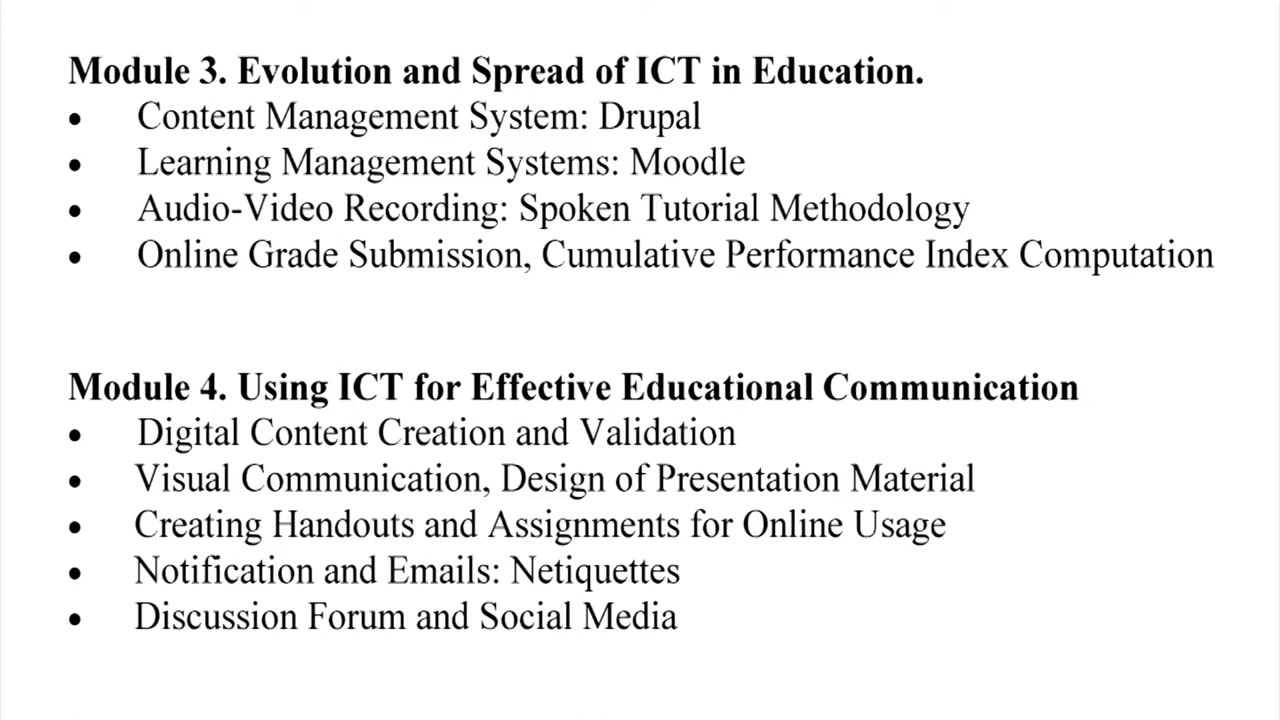 Module 3. Evolution and Spread of ICT in Education.
• Content Management System: Drupal
• Learning Management Systems: Moodle
• Audio-Video Recording: Spoken Tutorial Methodology
• Online Grade Submission, Cumulative Performance Index Computation
Module 4. Using ICT for Effective Educational Communication
• Digital Content Creation and Validation
• Visual Communication, Design of Presentation Material
• Creating Handouts and Assignments for Online Usage
• Notification and Emails: Netiquettes
• Discussion Forum and Social Media